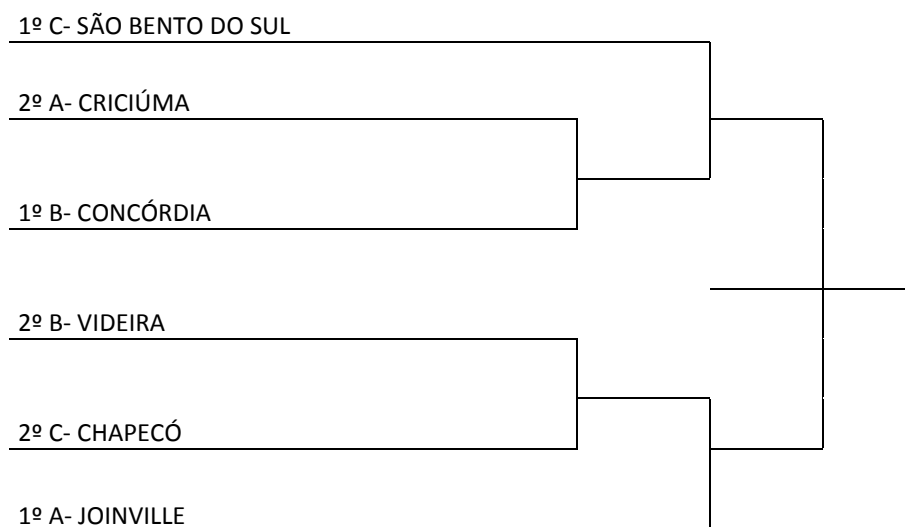 1º C- SÃO BENTO DO SUL
2º A- CRICIÚMA
1º B- CONCÓRDIA
2º B- VIDEIRA
2º C- CHAPECÓ
1º A- JOINVILLE